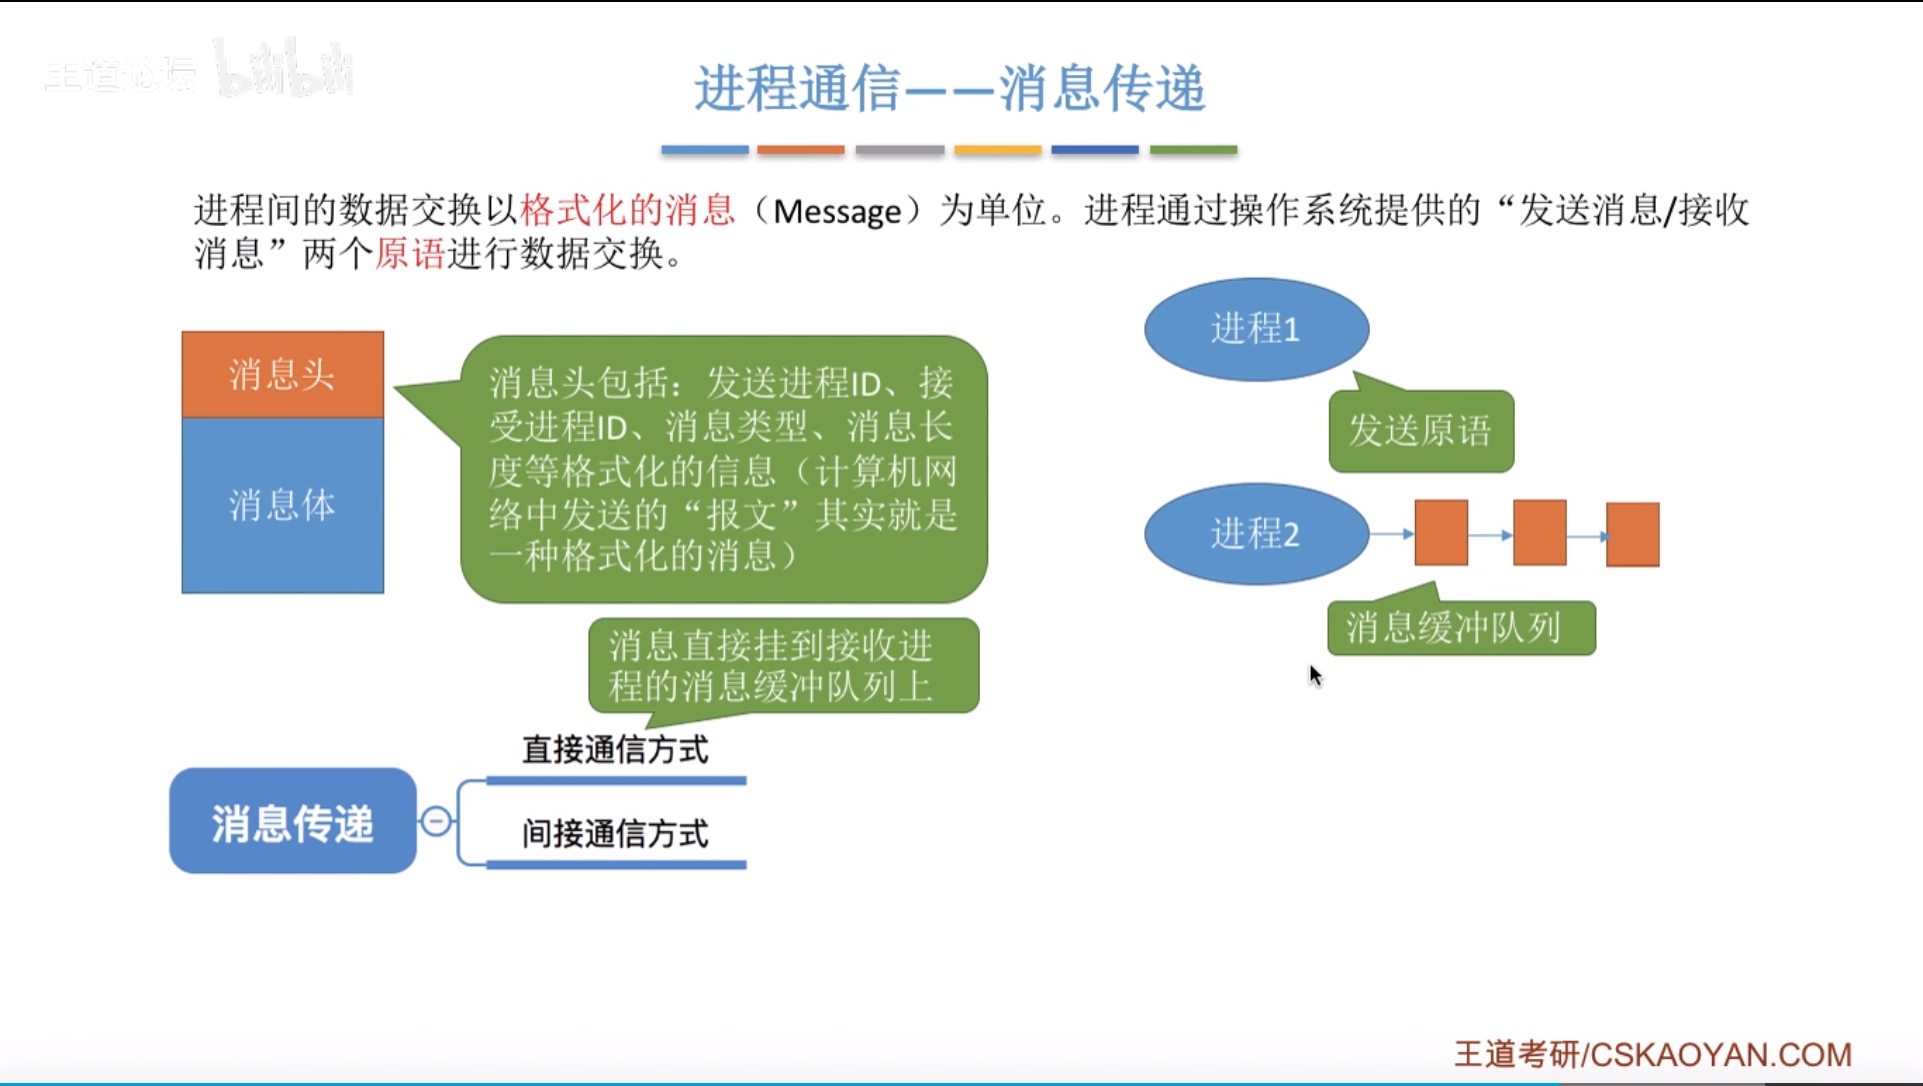 王道论坛 bilibili
进程通信——消息传递
进程间的数据交换以格式化的消息（Message）为单位。进程通过操作系统提供的“发送消息/接收
消息”两个原语进行数据交换。
消息头
消息体
消息头包括：发送进程ID、接
受进程ID、消息类型、消息长
度等格式化的信息（计算机网
络中发送的“报文”其实就是
一种格式化的消息）
进程1
发送原语
进程2
消息缓冲队列
消息直接挂到接收进
程的消息缓冲队列上
直接通信方式
消息传递
间接通信方式
王道考研/CSKAOYAN.COM